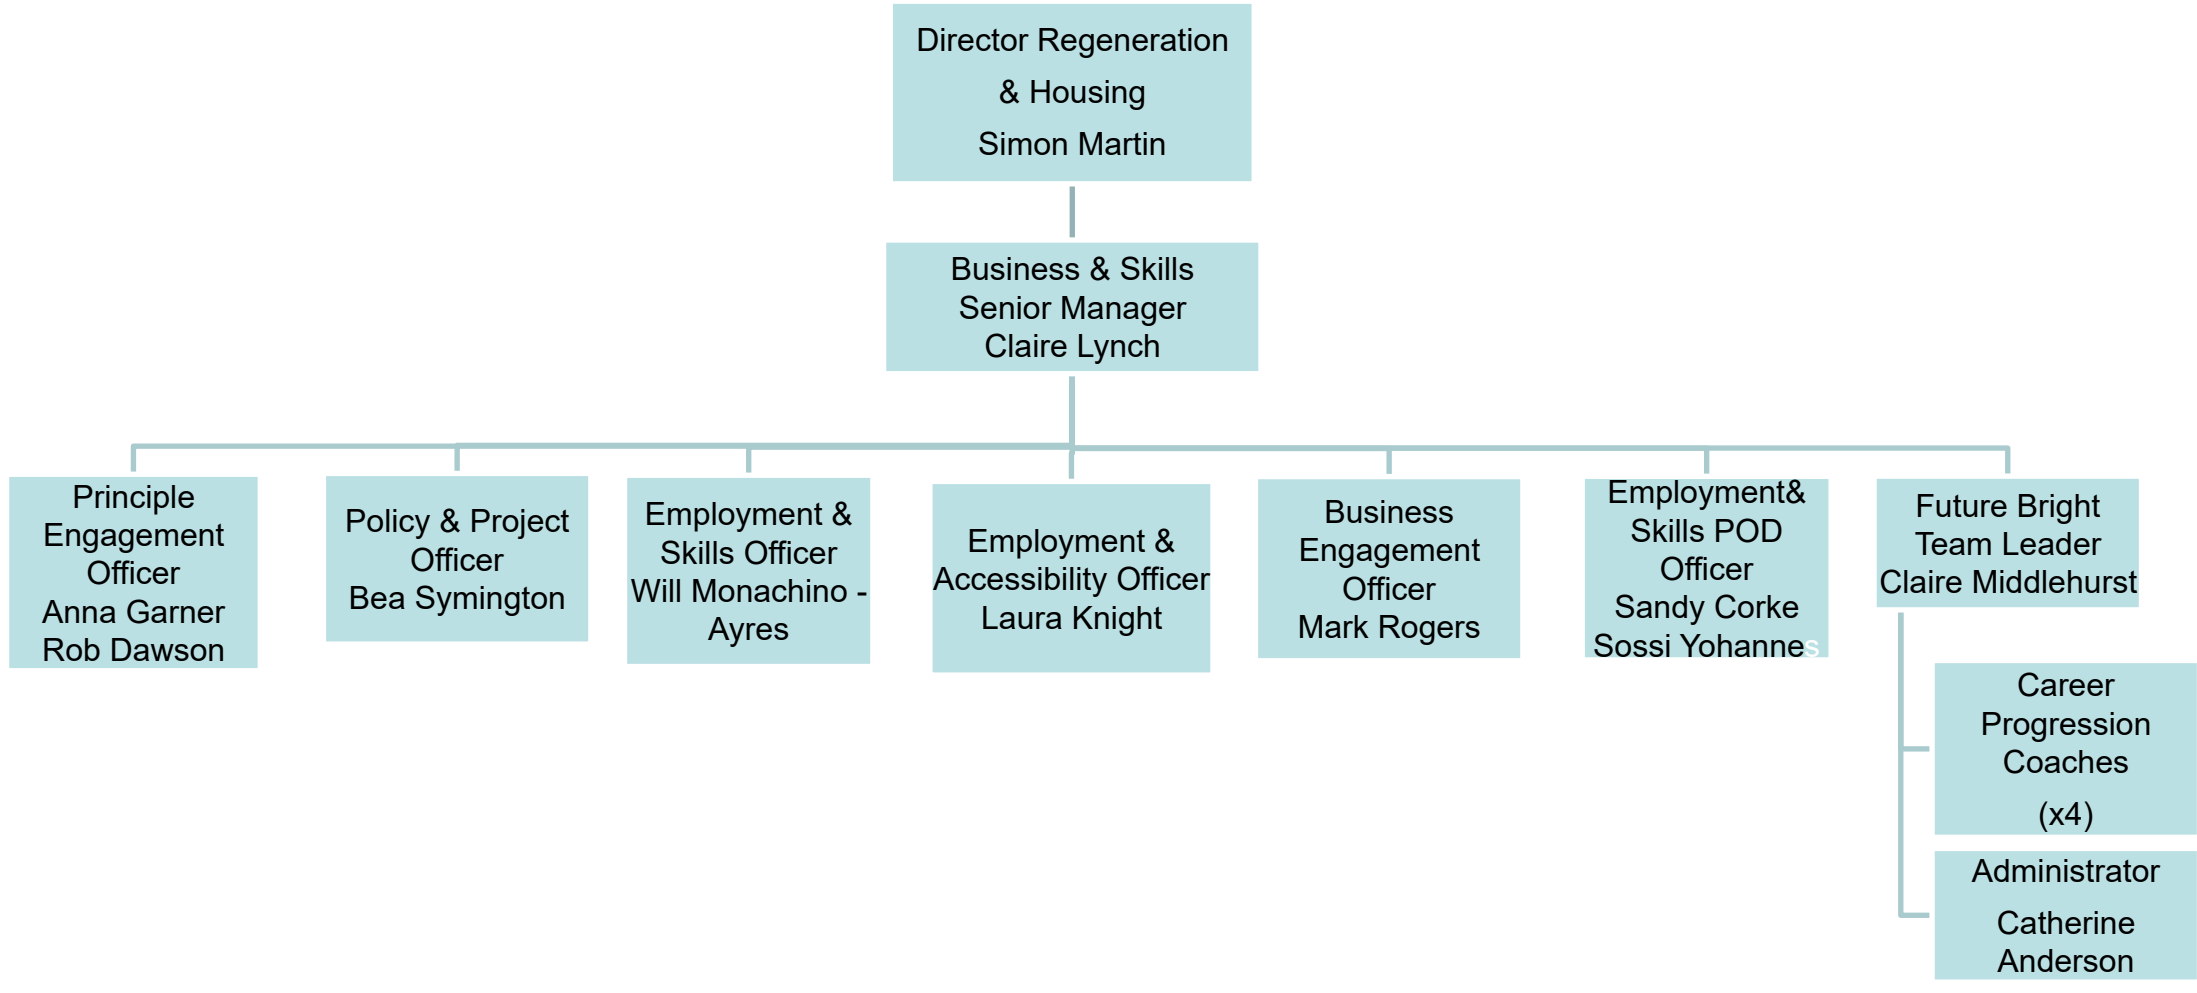 Director Regeneration
& Housing
Simon Martin
Business & Skills
Senior Manager
Claire Lynch
Principle
Engagement
Officer
Anna Garner
Rob Dawson
Policy & Project
Officer
Bea Symington
Employment &
Skills Officer
Will Monachino -
Ayres
Employment &
Accessibility Officer
Laura Knight
Business
Engagement
Officer
Mark Rogers
Employment&
Skills POD
Officer
Sandy Corke
Sossi Yohannes
Future Bright
Team Leader
Claire Middlehurst
Career
Progression
Coaches
(x4)
Administrator
Catherine
Anderson